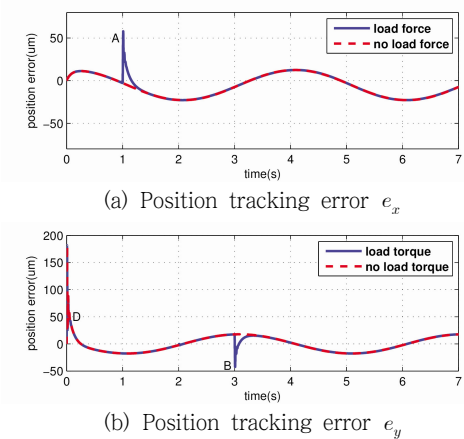 50
0
−50
position error(um)
A
load force
no load force
0 1 2 3 4 5 6 7
time(s)
(a) Position tracking error e_x
200
150
100
50
0
−50
position error(um)
D
B
load torque
no load torque
0 1 2 3 4 5 6 7
time(s)
(b) Position tracking error e_y